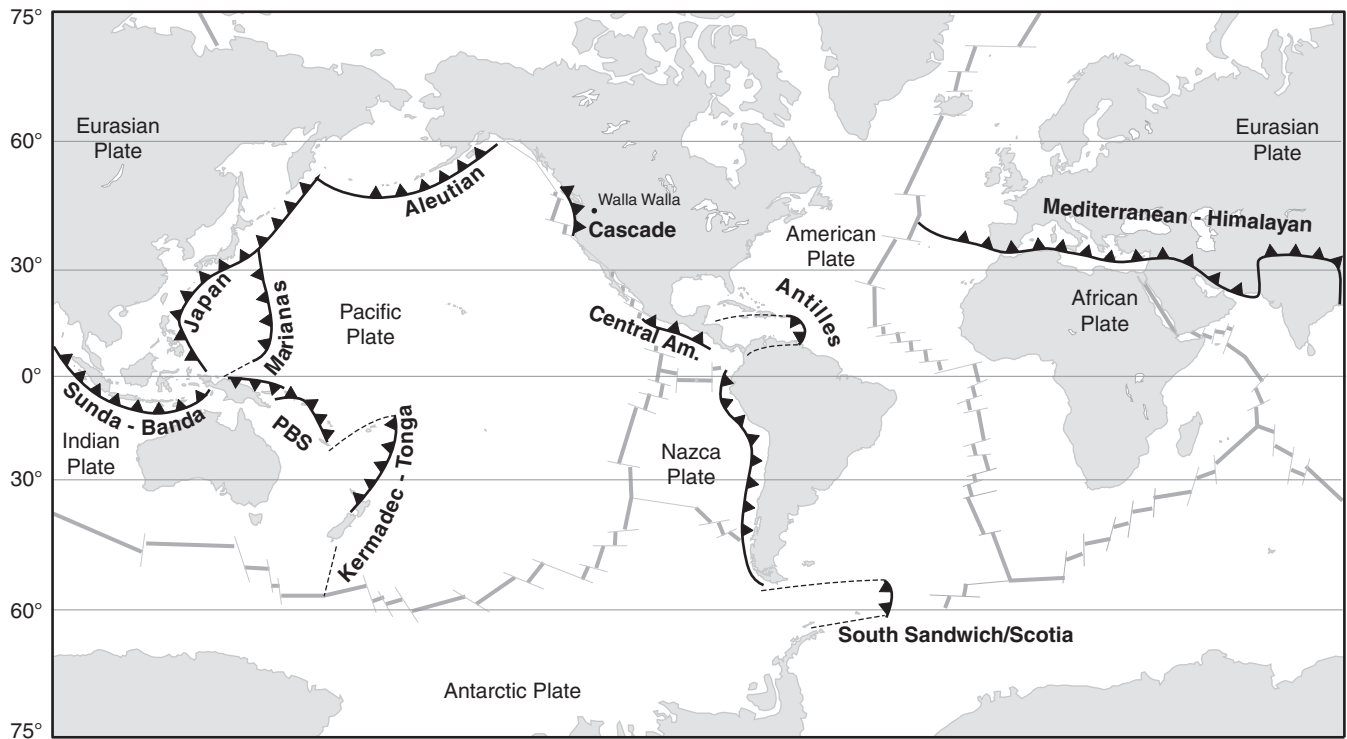 75°
60°
30°
0°
30°
60°
75°
Eurasian
Plate
Eurasian
Plate
Aleutian
Walla Walla
Cascade
Mediterranean - Himalayan
American
Plate
Japan
Marianas
Pacific
Plate
Antilles
Central Am.
African
Plate
Sunda - Banda
PBS
Indian
Plate
Kermadec - Tonga
Nazca
Plate
South Sandwich/Scotia
Antarctic Plate